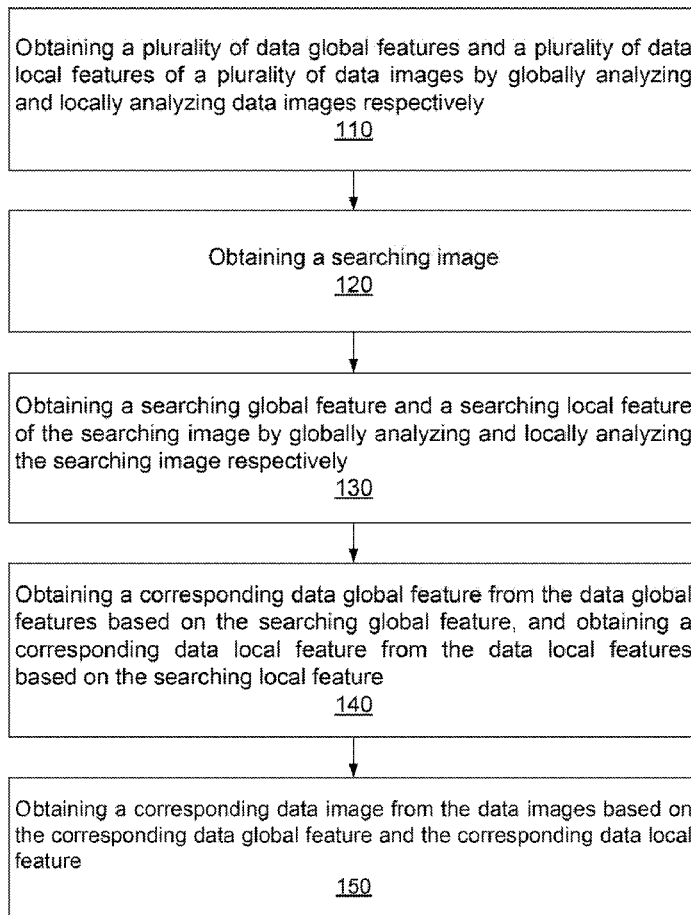 Obtaining a plurality of data global features and a plurality of data
local features of a plurality of data images by globally analyzing
and locally analyzing data images respectively
110
Obtaining a searching image
120
Obtaining a searching global feature and a searching local feature
of the searching image by globally analyzing and locally analyzing
the searching image respectively
130
Obtaining a corresponding data global feature from the data global
features based on the searching global feature, and obtaining a
corresponding data local feature from the data local features
based on the searching local feature
140
Obtaining a corresponding data image from the data images based on
the corresponding data global feature and the corresponding data local
feature
150